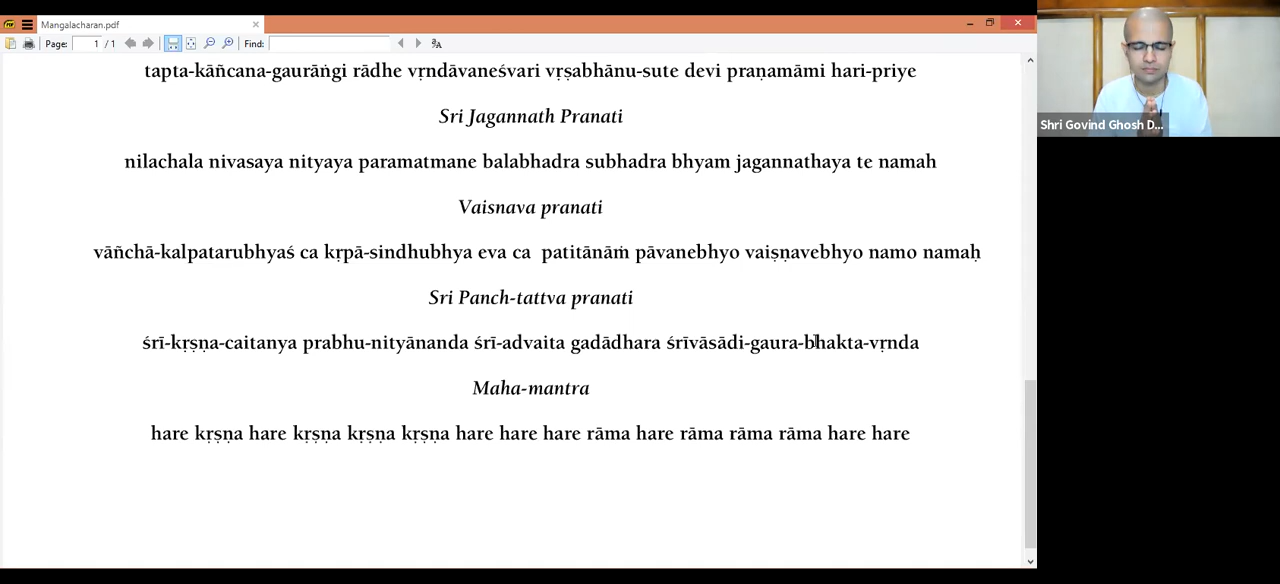 Mangalacharan.pdf
Page: 1 / 1 Find:
tapta-kāñcana-gaurāṅgi rādhe vṛndāvaneśvari vṛṣabhānu-sute devi praṇamāmi hari-priye
Sri Jagannath Pranati
nilachala nivasaya nityaya paramatmane balabhadra subhadra bhyam jagannathaya te namah
Vaisnava pranati
vāñchā-kalpatarubhyaś ca kṛpā-sindhubhya eva ca patitānāṁ pāvanebhyo vaiṣṇavebhyo namo namaḥ
Sri Panch-tattva pranati
śrī-kṛṣṇa-caitanya prabhu-nityānanda śrī-advaita gadādhara śrīvāsādi-gaura-bhakta-vṛnda
Maha-mantra
hare kṛṣṇa hare kṛṣṇa kṛṣṇa kṛṣṇa hare hare hare rāma hare rāma rāma rāma hare hare
Shri Govind Ghosh D...